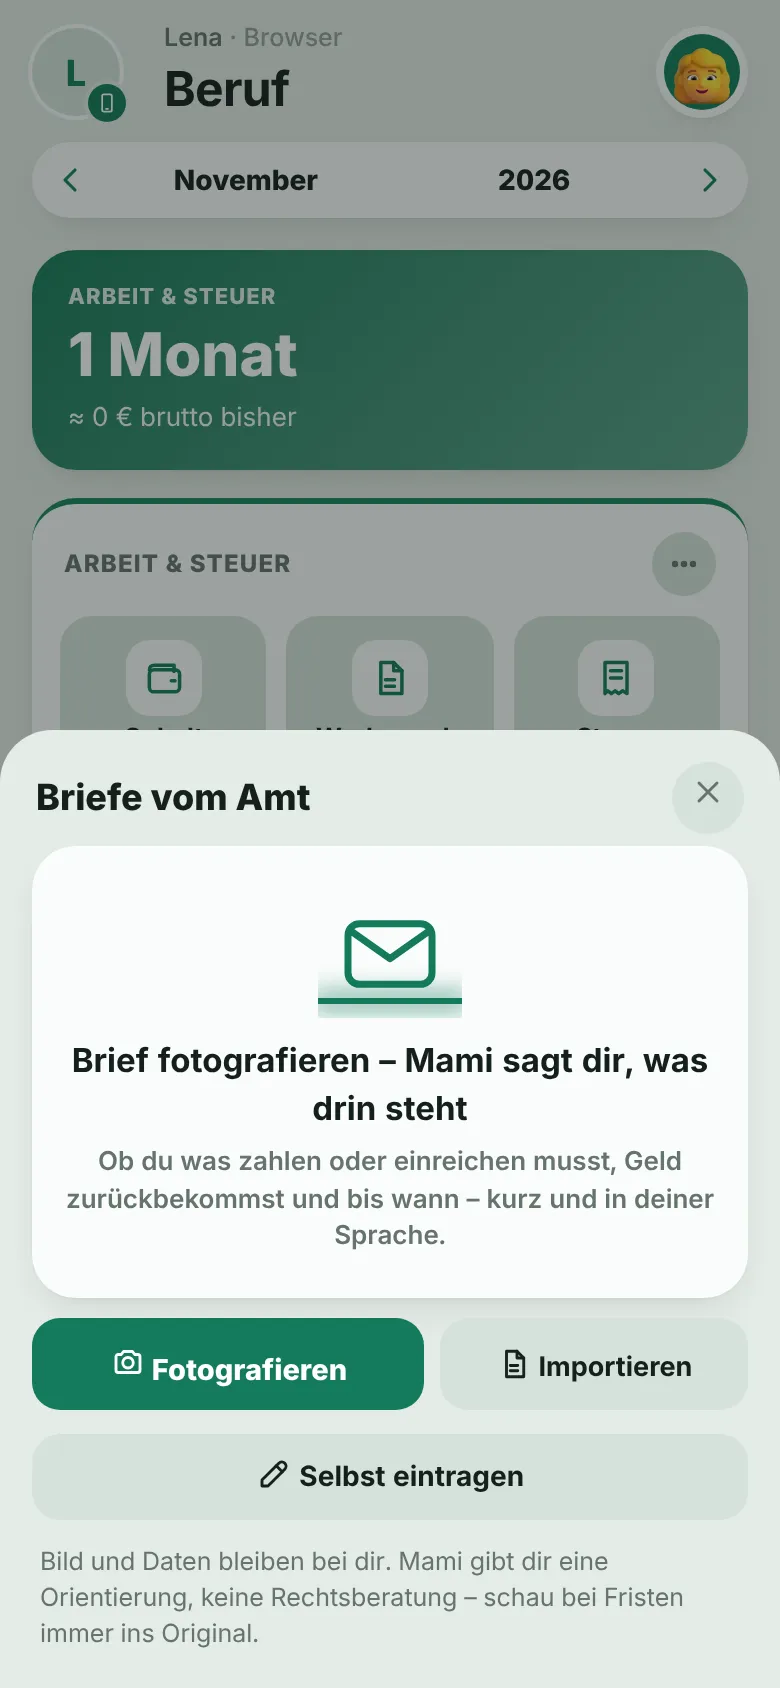 Lena · Browser
L
Beruf
November 2026
ARBEIT & STEUER
1 Monat
≈ 0 € brutto bisher
ARBEIT & STEUER
Briefe vom Amt
Brief fotografieren – Mami sagt dir, was
drin steht
Ob du was zahlen oder einreichen musst, Geld
zurückbekommst und bis wann – kurz und in deiner
Sprache.
Fotografieren
Importieren
Selbst eintragen
Bild und Daten bleiben bei dir. Mami gibt dir eine
Orientierung, keine Rechtsberatung – schau bei Fristen
immer ins Original.